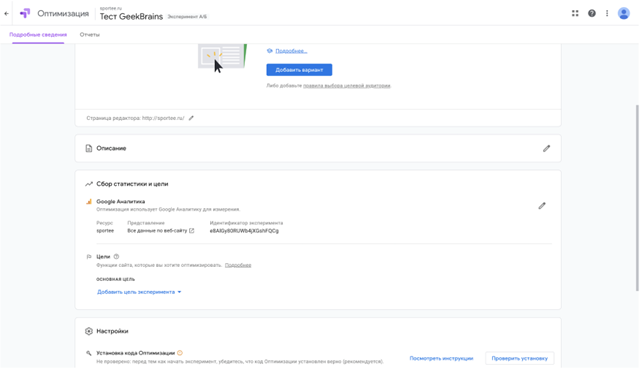 sportee.ru
Оптимизация
Тест GeekBrains
Эксперимент A/Б
Подробные сведения
Отчеты
Подробнее...
Добавить вариант
Либо добавьте правила выбора целевой аудитории.
Страница редактора: http://sportee.ru/
Описание
Сбор статистики и цели
Google Аналитика
Оптимизация использует Google Аналитику для измерения.
Ресурс
Представление
Идентификатор эксперимента
sportee
Все данные по веб-сайту
Цели
Функции сайта, которые вы хотите оптимизировать. Подробнее.
ОСНОВНАЯ ЦЕЛЬ
Добавить цель эксперимента
Настройки
Установка кода Оптимизации
Не проверено: перед тем как начать эксперимент, убедитесь, что код Оптимизации установлен верно (рекомендуется).
Посмотреть инструкции
Проверить установку